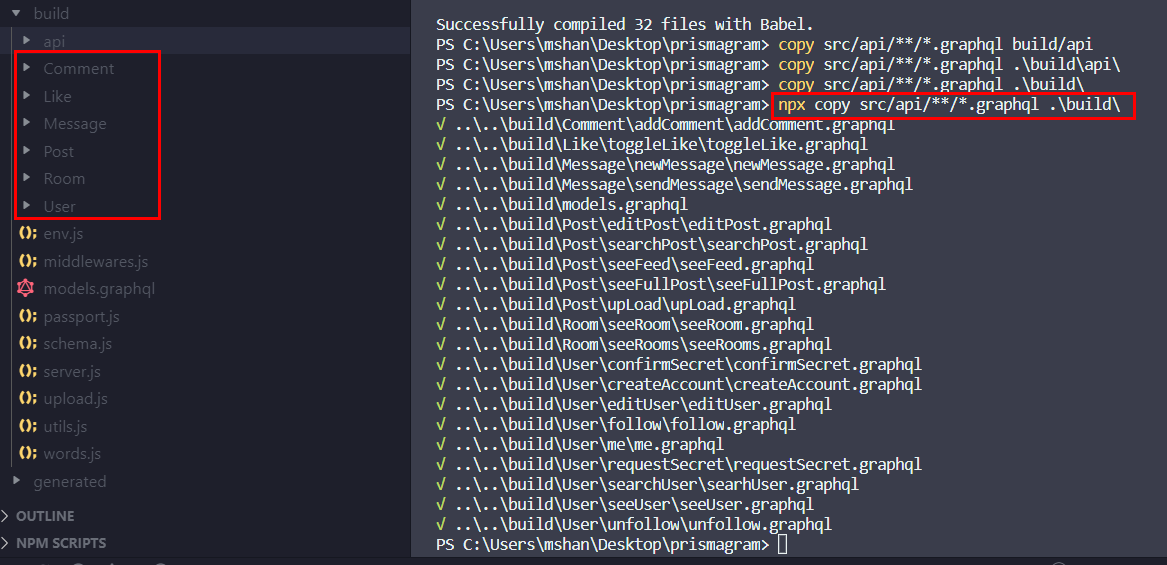 build
api
Comment
Like
Message
Post
Room
User
env.js
middlewares.js
models.graphql
passport.js
schema.js
server.js
upload.js
utils.js
words.js
generated
OUTLINE
NPM SCRIPTS
Successfully compiled 32 files with Babel.
PS C:\Users\mshan\Desktop\prismagram> copy src/api/**/*.graphql build/api
PS C:\Users\mshan\Desktop\prismagram> copy src/api/**/*.graphql .\build\api\
PS C:\Users\mshan\Desktop\prismagram> copy src/api/**/*.graphql .\build\
PS C:\Users\mshan\Desktop\prismagram> npx copy src/api/**/*.graphql .\build\
√ ..\..\build\Comment\addComment\addComment.graphql
√ ..\..\build\Like\toggleLike\toggleLike.graphql
√ ..\..\build\Message\newMessage\newMessage.graphql
√ ..\..\build\Message\sendMessage\sendMessage.graphql
√ ..\..\build\models.graphql
√ ..\..\build\Post\editPost\editPost.graphql
√ ..\..\build\Post\searchPost\searchPost.graphql
√ ..\..\build\Post\seeFeed\seeFeed.graphql
√ ..\..\build\Post\seeFullPost\seeFullPost.graphql
√ ..\..\build\Post\upLoad\upLoad.graphql
√ ..\..\build\Room\seeRoom\seeRoom.graphql
√ ..\..\build\Room\seeRooms\seeRooms.graphql
√ ..\..\build\User\confirmSecret\confirmSecret.graphql
√ ..\..\build\User\createAccount\createAccount.graphql
√ ..\..\build\User\editUser\editUser.graphql
√ ..\..\build\User\follow\follow.graphql
√ ..\..\build\User\me\me.graphql
√ ..\..\build\User\requestSecret\requestSecret.graphql
√ ..\..\build\User\searchUser\searhUser.graphql
√ ..\..\build\User\seeUser\seeUser.graphql
√ ..\..\build\User\unfollow\unfollow.graphql
PS C:\Users\mshan\Desktop\prismagram>